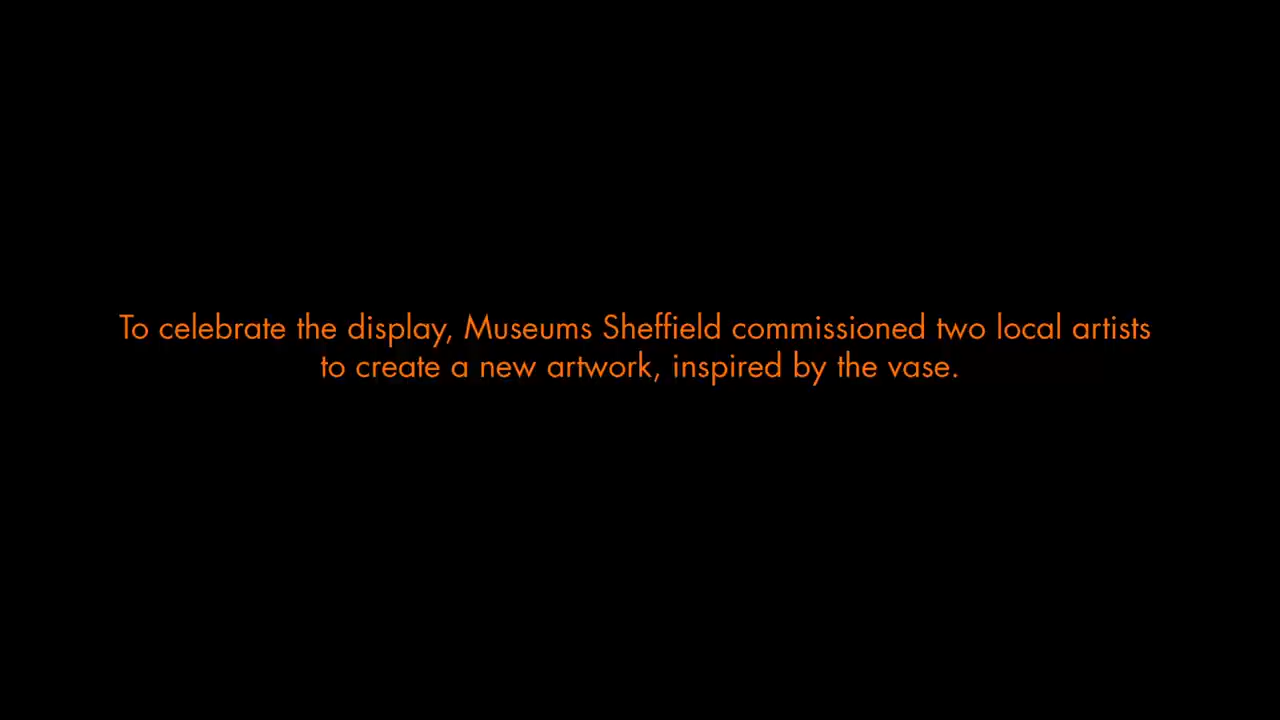 To celebrate the display, Museums Sheffield commissioned two local artists
to create a new artwork, inspired by the vase.